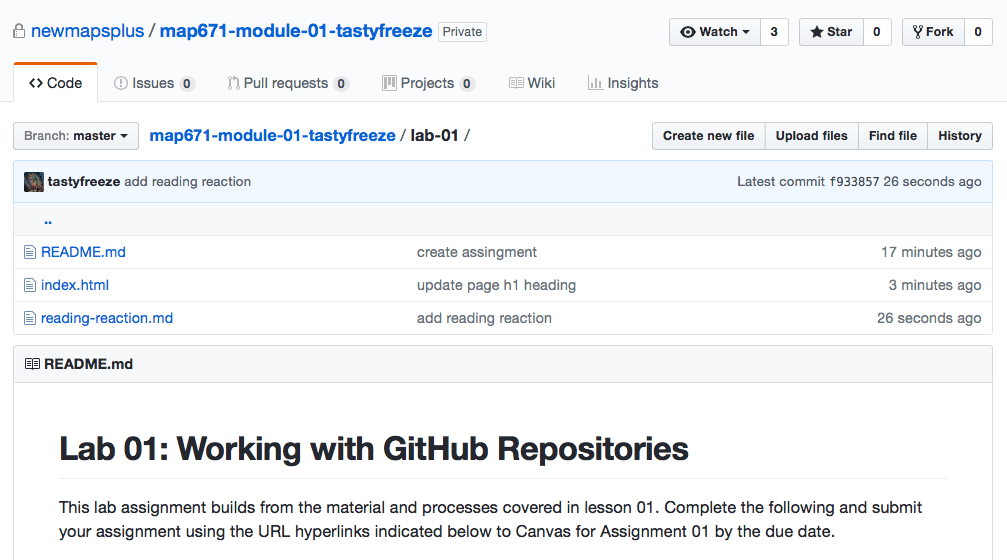 newmapsplus / map671-module-01-tastyfreeze Private Watch 3 Star 0 Fork 0
Code Issues 0 Pull requests 0 Projects 0 Wiki Insights
Branch: master map671-module-01-tastyfreeze / lab-01 / Create new file Upload files Find file History
tastyfreeze add reading reaction Latest commit f933857 26 seconds ago
..
README.md create assingment 17 minutes ago
index.html update page h1 heading 3 minutes ago
reading-reaction.md add reading reaction 26 seconds ago
README.md
Lab 01: Working with GitHub Repositories
This lab assignment builds from the material and processes covered in lesson 01. Complete the following and submit
your assignment using the URL hyperlinks indicated below to Canvas for Assignment 01 by the due date.